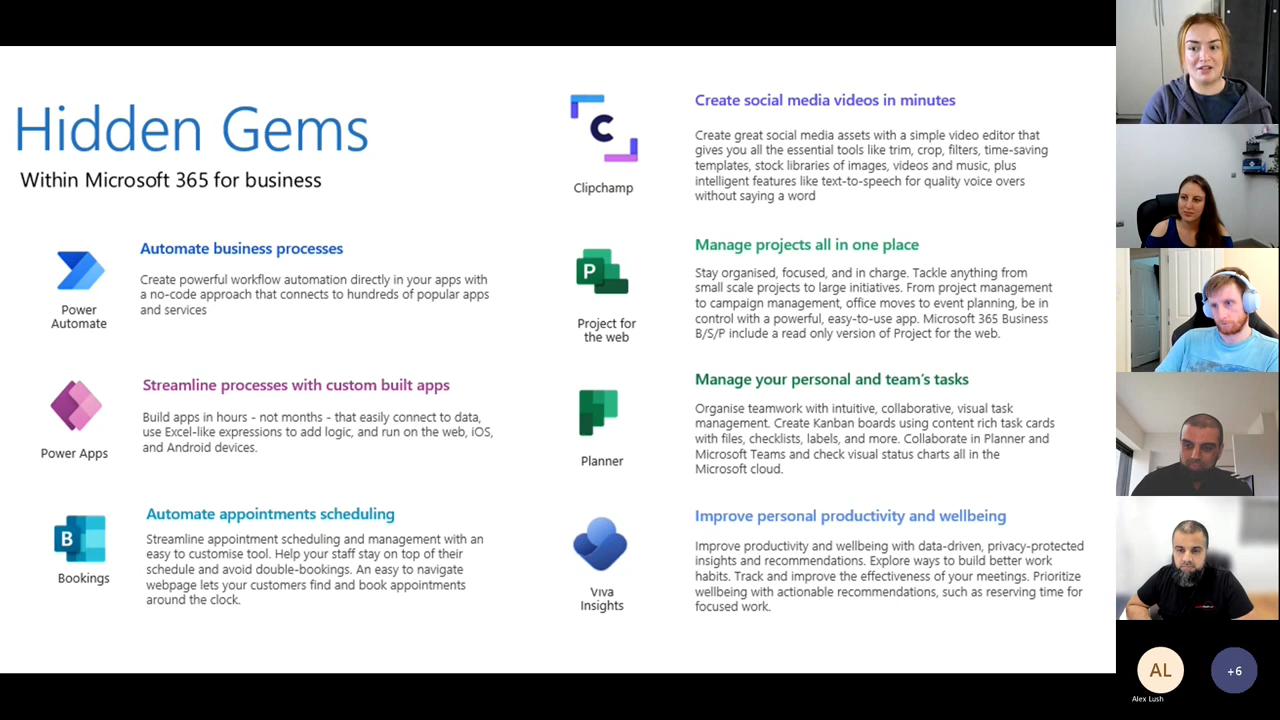 Hidden Gems
Within Microsoft 365 for business
Power
Automate
Automate business processes
Create powerful workflow automation directly in your apps with
a no-code approach that connects to hundreds of popular apps
and services
Power Apps
Streamline processes with custom built apps
Build apps in hours - not months - that easily connect to data,
use Excel-like expressions to add logic, and run on the web, iOS,
and Android devices.
B
Bookings
Automate appointments scheduling
Streamline appointment scheduling and management with an
easy to customise tool. Help your staff stay on top of their
schedule and avoid double-bookings. An easy to navigate
webpage lets your customers find and book appointments
around the clock.
C
Clipchamp
Create social media videos in minutes
Create great social media assets with a simple video editor that
gives you all the essential tools like trim, crop, filters, time-saving
templates, stock libraries of images, videos and music, plus
intelligent features like text-to-speech for quality voice overs
without saying a word
P
Project for
the web
Manage projects all in one place
Stay organised, focused, and in charge. Tackle anything from
small scale projects to large initiatives. From project management
to campaign management, office moves to event planning, be in
control with a powerful, easy-to-use app. Microsoft 365 Business
B/S/P include a read only version of Project for the web.
Planner
Manage your personal and team's tasks
Organise teamwork with intuitive, collaborative, visual task
management. Create Kanban boards using content rich task cards
with files, checklists, labels, and more. Collaborate in Planner and
Microsoft Teams and check visual status charts all in the
Microsoft cloud.
Viva
Insights
Improve personal productivity and wellbeing
Improve productivity and wellbeing with data-driven, privacy-protected
insights and recommendations. Explore ways to build better work
habits. Track and improve the effectiveness of your meetings. Prioritize
wellbeing with actionable recommendations, such as reserving time for
focused work.
AL
Alex Lush
+6